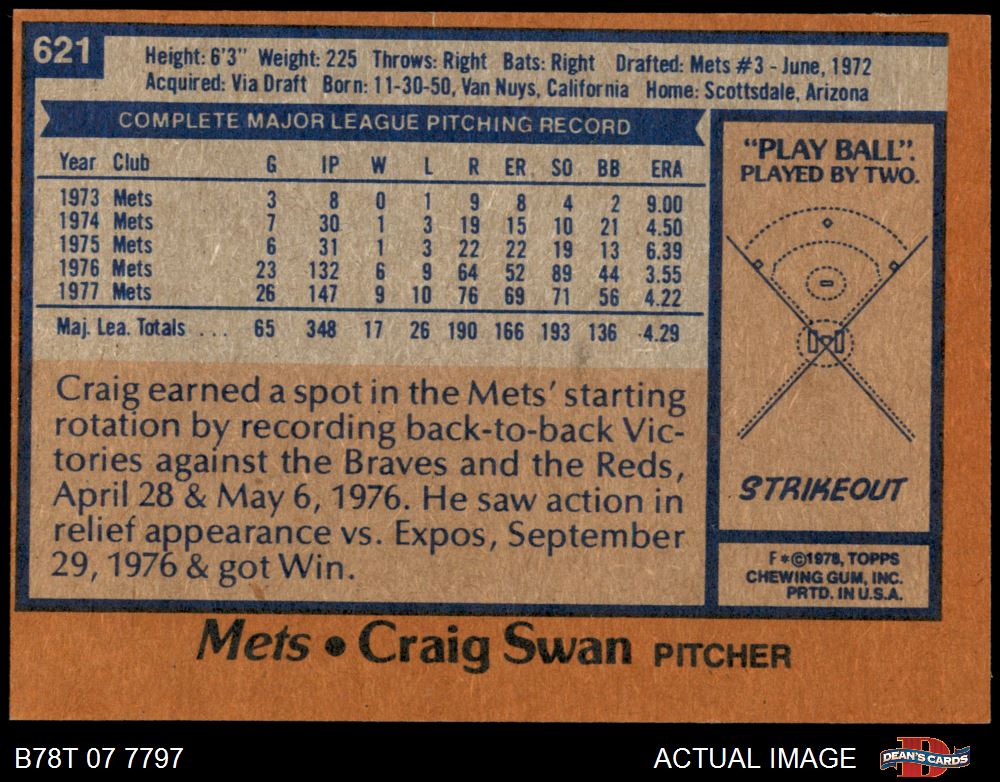 621
Height: 6'3" Weight: 225 Throws: Right Bats: Right Drafted: Mets #3 - June, 1972
Acquired: Via Draft Born: 11-30-50, Van Nuys, California Home: Scottsdale, Arizona
COMPLETE MAJOR LEAGUE PITCHING RECORD
Year Club G IP W L R ER SO BB ERA
1973 Mets 3 8 0 1 9 8 4 2 9.00
1974 Mets 7 30 1 3 19 15 10 21 4.50
1975 Mets 6 31 1 3 22 22 19 13 6.39
1976 Mets 23 132 6 9 64 52 89 44 3.55
1977 Mets 26 147 9 10 76 69 71 56 4.22
Maj. Lea. Totals ... 65 348 17 26 190 166 193 136 4.29
Craig earned a spot in the Mets' starting
rotation by recording back-to-back Vic-
tories against the Braves and the Reds,
April 28 & May 6, 1976. He saw action in
relief appearance vs. Expos, September
29, 1976 & got Win.
"PLAY BALL".
PLAYED BY TWO.
STRIKEOUT
F*©1978, TOPPS
CHEWING GUM, INC.
PRTD. IN U.S.A.
Mets • Craig Swan PITCHER
B78T 07 7797
ACTUAL IMAGE
DEAN'S CARDS